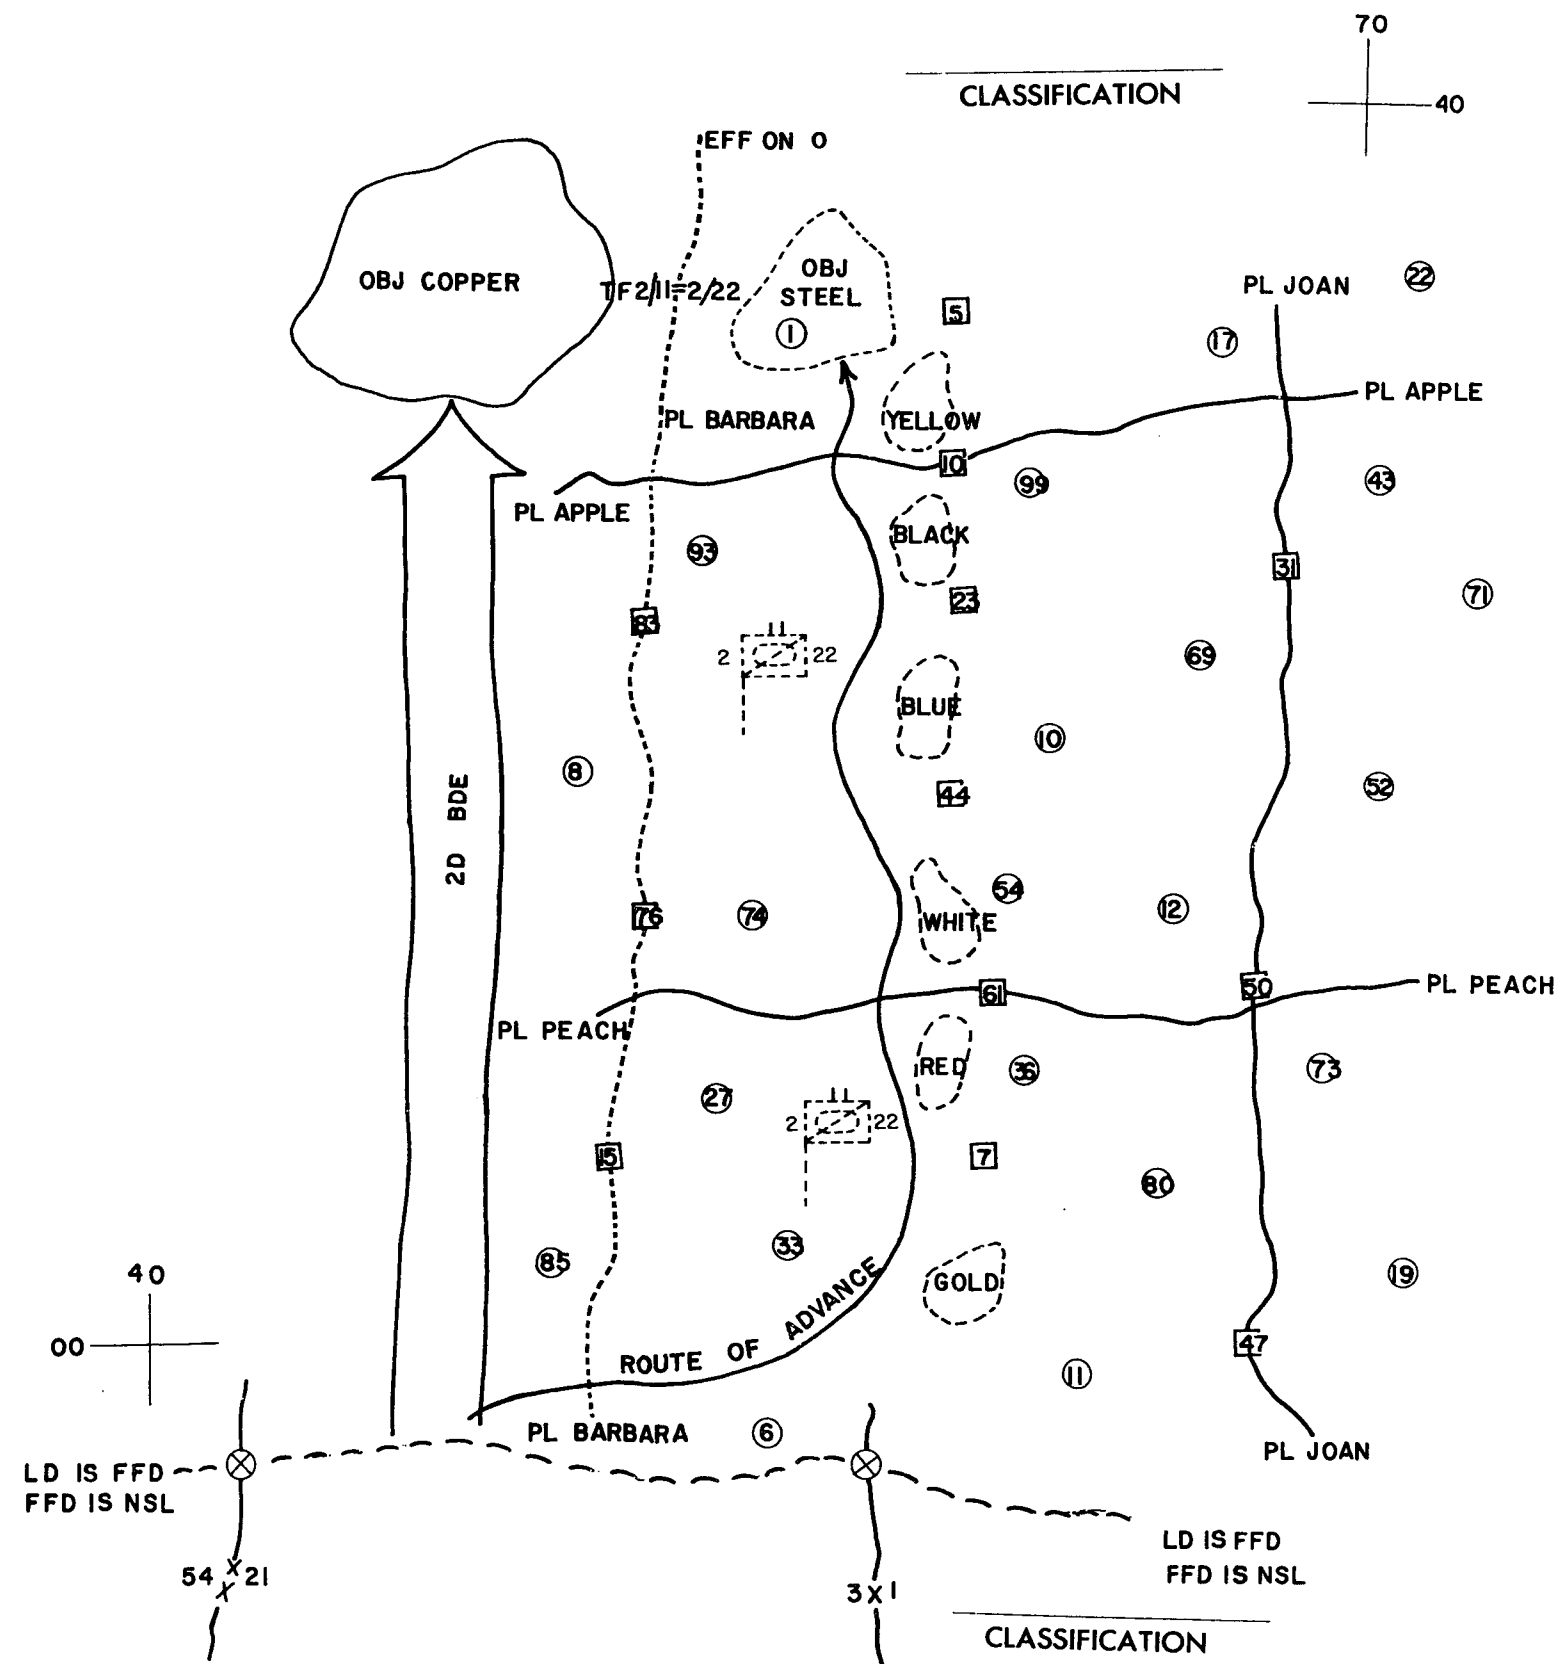 70
CLASSIFICATION
40
EFF ON O
OBJ COPPER
TF2/11=2/22
OBJ
STEEL
1
5
PL JOAN
22
17
PL APPLE
PL BARBARA
YELLOW
10
99
43
PL APPLE
BLACK
93
31
71
23
83
11
2 22
69
BLUE
10
8
44
52
2D BDE
54
12
76
74
WHITE
50
PL PEACH
61
PL PEACH
RED
36
73
27
11
2 22
15
7
80
33
85
GOLD
19
40
00
ROUTE OF ADVANCE
47
11
PL BARBARA
6
PL JOAN
LD IS FFD
FFD IS NSL
LD IS FFD
FFD IS NSL
54 X X 21
3 X 1
CLASSIFICATION